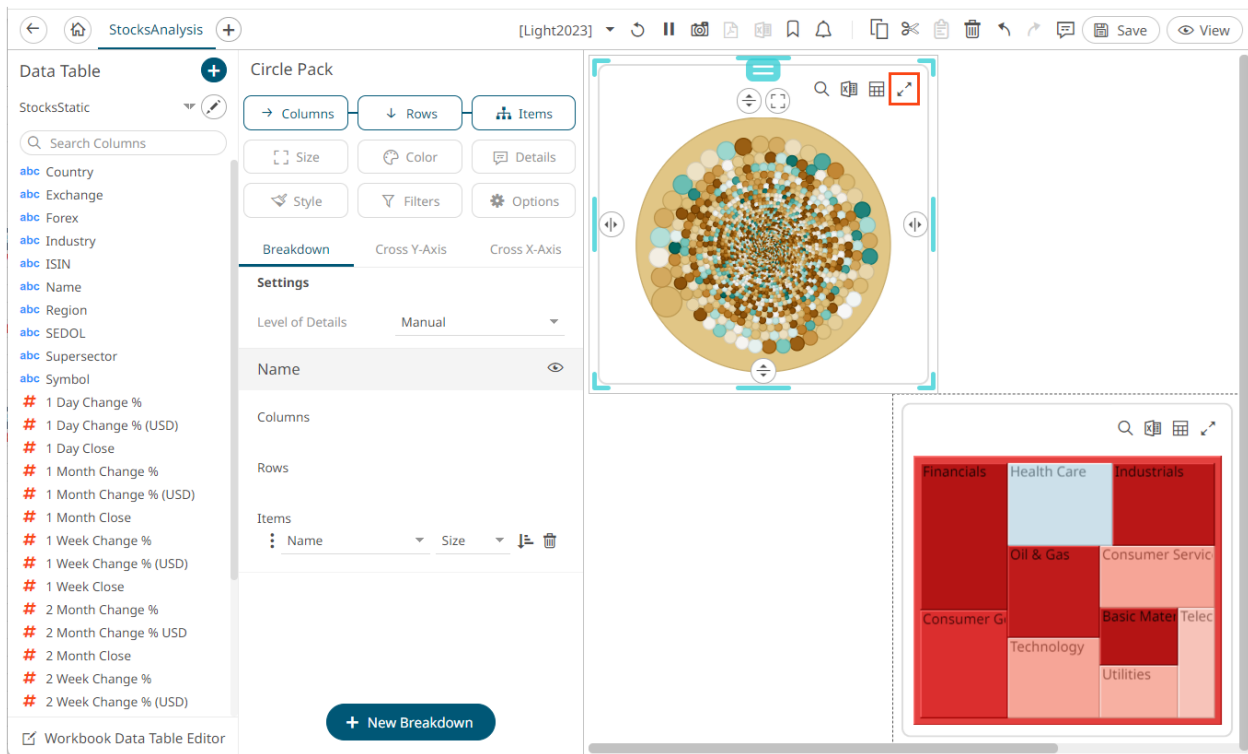 StocksAnalysis
[Light2023]
Save
View
Data Table
StocksStatic
Search Columns
abc Country
abc Exchange
abc Forex
abc Industry
abc ISIN
abc Name
abc Region
abc SEDOL
abc Supersector
abc Symbol
# 1 Day Change %
# 1 Day Change % (USD)
# 1 Day Close
# 1 Month Change %
# 1 Month Change % (USD)
# 1 Month Close
# 1 Week Change %
# 1 Week Change % (USD)
# 1 Week Close
# 2 Month Change %
# 2 Month Change % USD
# 2 Month Close
# 2 Week Change %
# 2 Week Change % (USD)
Workbook Data Table Editor
Circle Pack
Columns
Rows
Items
Size
Color
Details
Style
Filters
Options
Breakdown
Cross Y-Axis
Cross X-Axis
Settings
Level of Details
Manual
Name
Columns
Rows
Items
Name
Size
New Breakdown
Financials
Health Care
Industrials
Oil & Gas
Consumer Servic
Consumer G
Basic Mater
Telec
Technology
Utilities